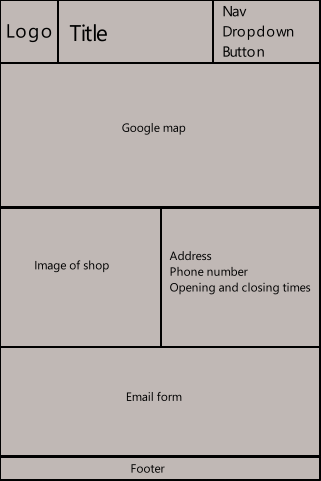 Logo
Title
Nav
Dropdown
Button
Google map
Image of shop
Address
Phone number
Opening and closing times
Email form
Footer